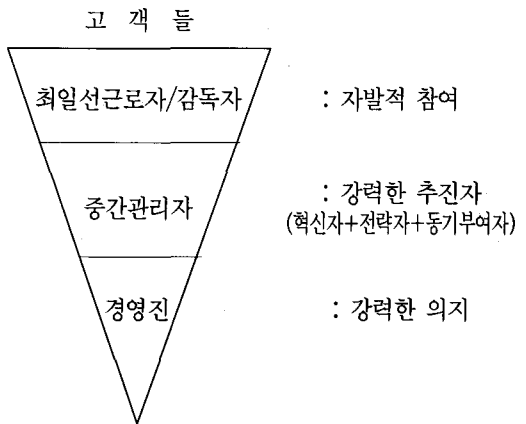 고 객 들
최일선근로자/감독자 : 자발적 참여
중간관리자 : 강력한 추진자
(혁신자+전략자+동기부여자)
경영진 : 강력한 의지